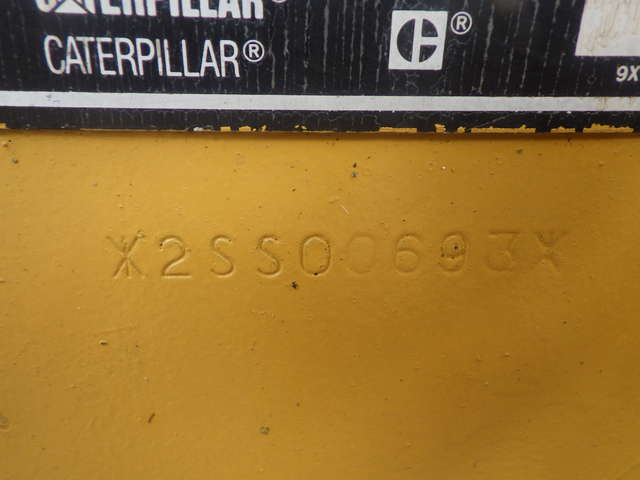 CATERPILLAR
CATERPILLAR®
C®
9X
X2SS00693X